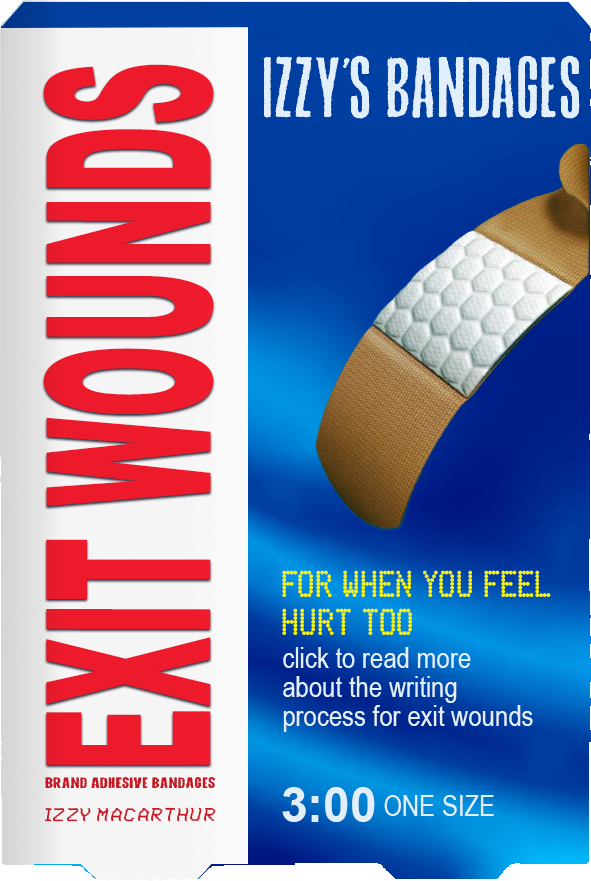 EXIT WOUNDS
BRAND ADHESIVE BANDAGES
IZZY MACARTHUR
IZZY'S BANDAGES
FOR WHEN YOU FEEL
HURT TOO
click to read more
about the writing
process for exit wounds
3:00 ONE SIZE